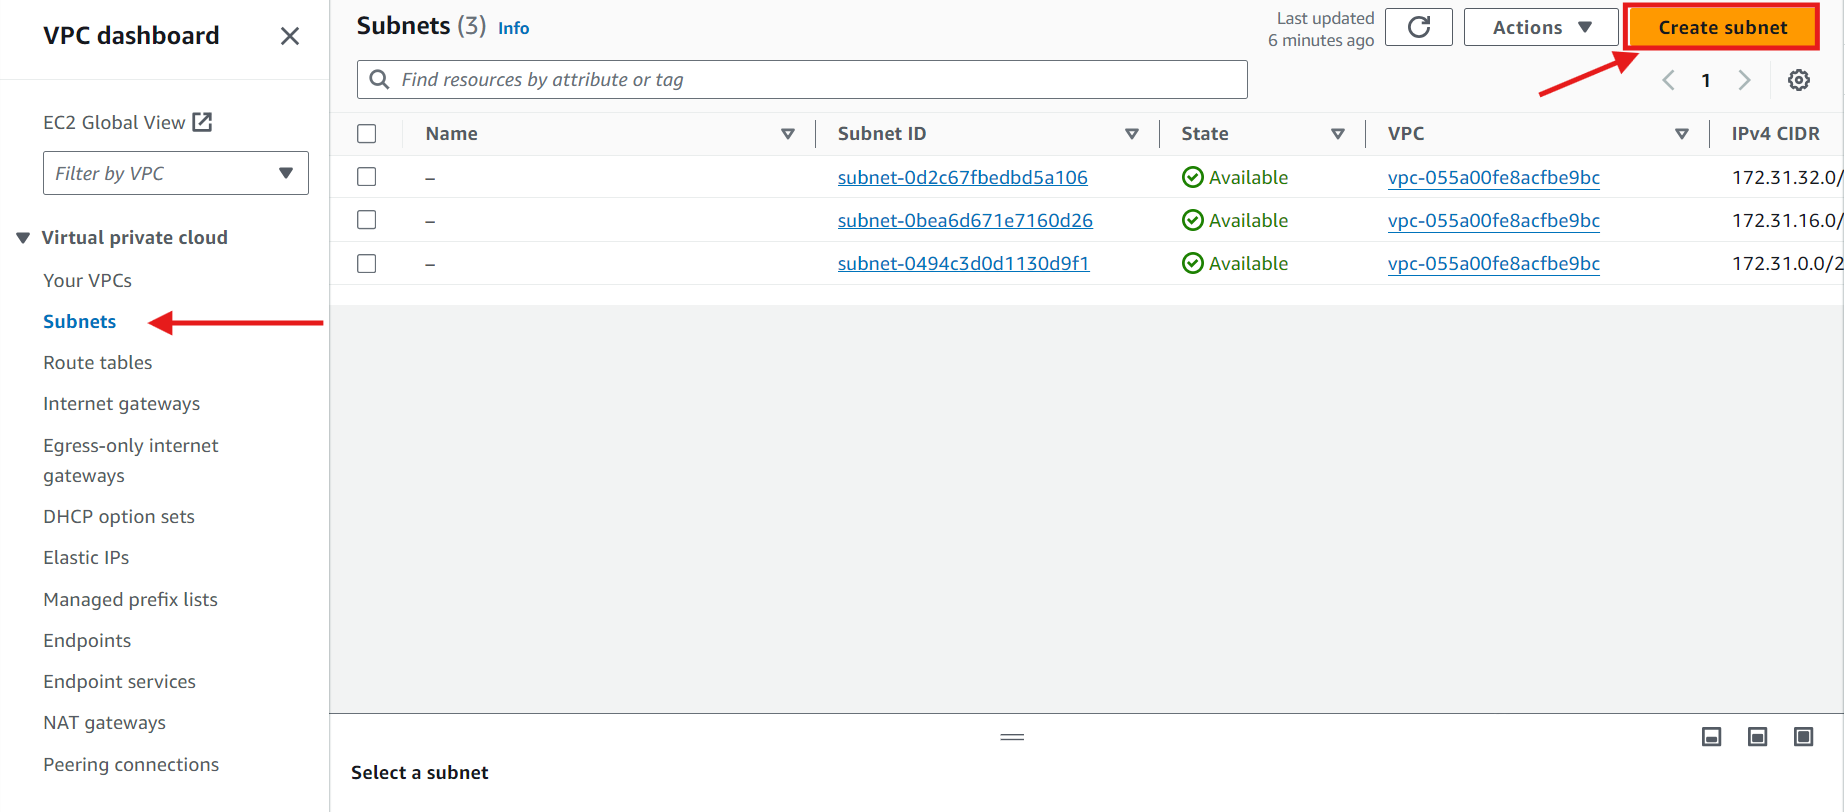 VPC dashboard
EC2 Global View
Filter by VPC
Virtual private cloud
Your VPCs
Subnets
Route tables
Internet gateways
Egress-only internet
gateways
DHCP option sets
Elastic IPs
Managed prefix lists
Endpoints
Endpoint services
NAT gateways
Peering connections
Subnets (3) Info
Last updated
6 minutes ago
Actions
Create subnet
Find resources by attribute or tag
1
Name Subnet ID State VPC IPv4 CIDR
– subnet-0d2c67fbedbd5a106 Available vpc-055a00fe8acfbe9bc 172.31.32.0/
– subnet-0bea6d671e7160d26 Available vpc-055a00fe8acfbe9bc 172.31.16.0/
– subnet-0494c3d0d1130d9f1 Available vpc-055a00fe8acfbe9bc 172.31.0.0/2
Select a subnet